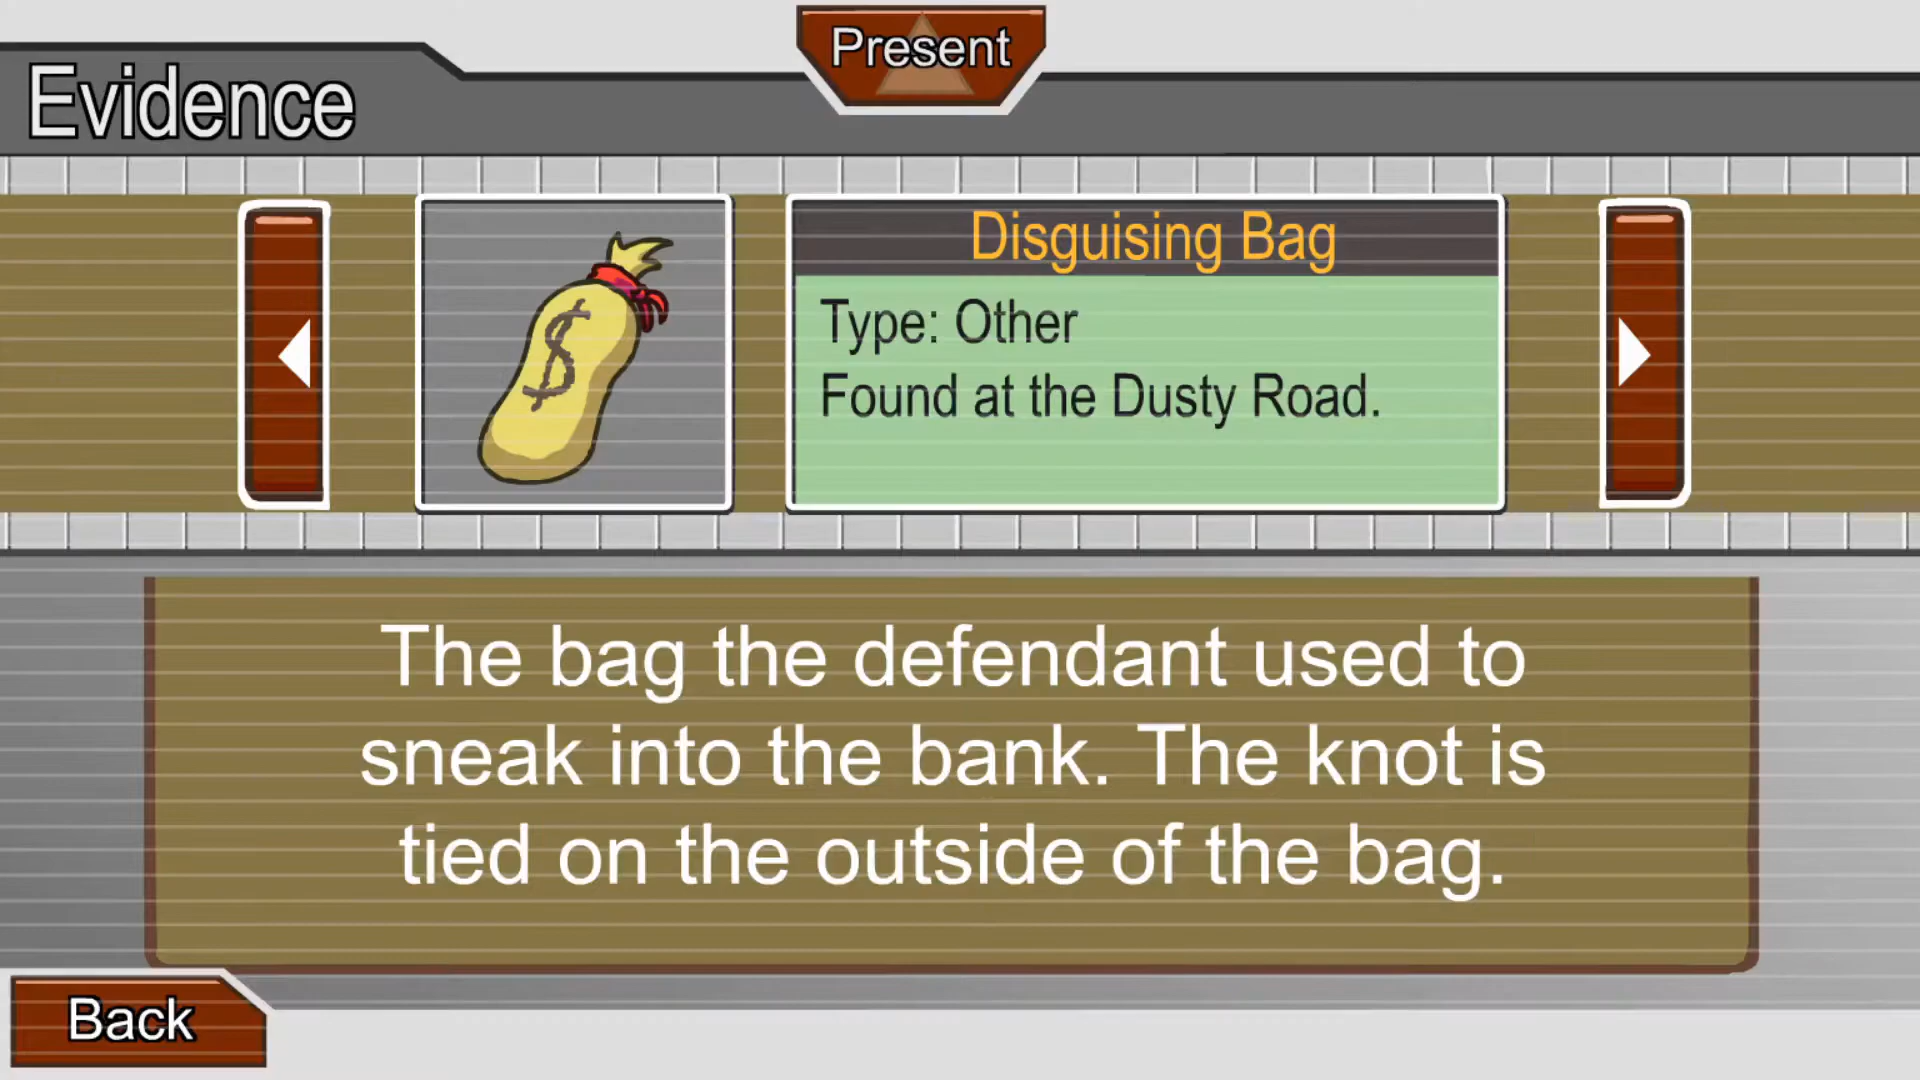 Present
Evidence
Disguising Bag
Type: Other
Found at the Dusty Road.
$
The bag the defendant used to
sneak into the bank. The knot is
tied on the outside of the bag.
Back